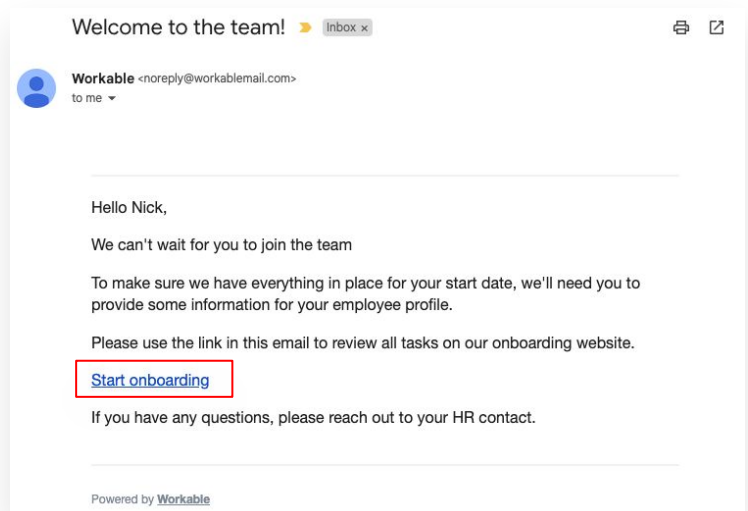 Welcome to the team! Inbox x
Workable <noreply@workablemail.com>
to me
Hello Nick,
We can't wait for you to join the team
To make sure we have everything in place for your start date, we'll need you to
provide some information for your employee profile.
Please use the link in this email to review all tasks on our onboarding website.
Start onboarding
If you have any questions, please reach out to your HR contact.
Powered by Workable